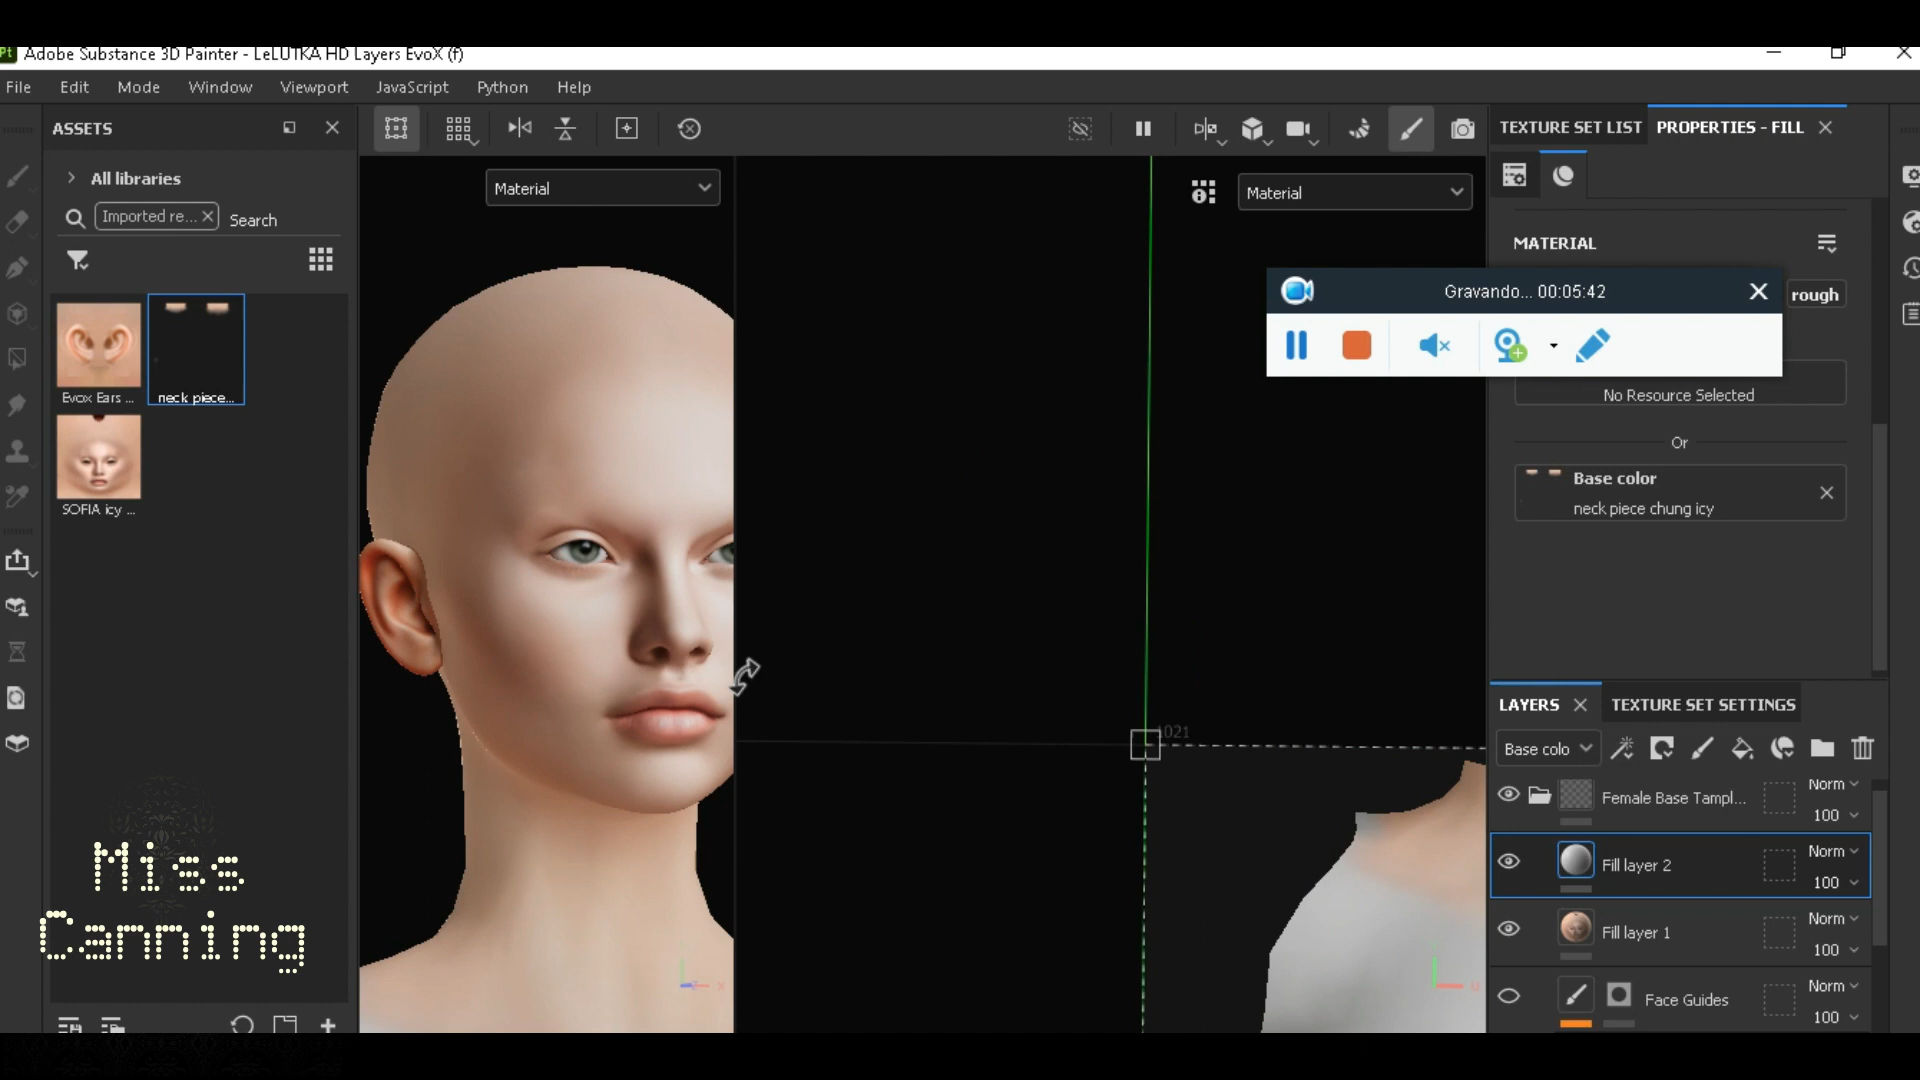 Pt Adobe Substance 3D Painter - LeLUTKA HD Layers EvoX (f)
File Edit Mode Window Viewport JavaScript Python Help
ASSETS
TEXTURE SET LIST PROPERTIES - FILL
All libraries
Imported re... Search
Material
Material
MATERIAL
Gravando... 00:05:42
rough
Evox Ears ...
neck piece...
No Resource Selected
Or
Base color
neck piece chung icy
SOFIA icy ...
LAYERS TEXTURE SET SETTINGS
1021
Base colo
Female Base Tampl...
Norm
100
Fill layer 2
Norm
100
Fill layer 1
Norm
100
Face Guides
Norm
100
Miss
Canning
X
U